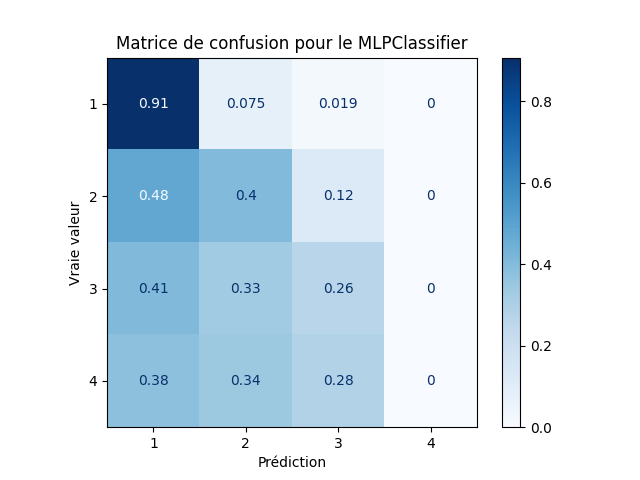 Matrice de confusion pour le MLPClassifier
1 0.91 0.075 0.019 0
2 0.48 0.4 0.12 0
3 0.41 0.33 0.26 0
4 0.38 0.34 0.28 0
1 2 3 4
Prédiction
Vraie valeur
0.8
0.6
0.4
0.2
0.0